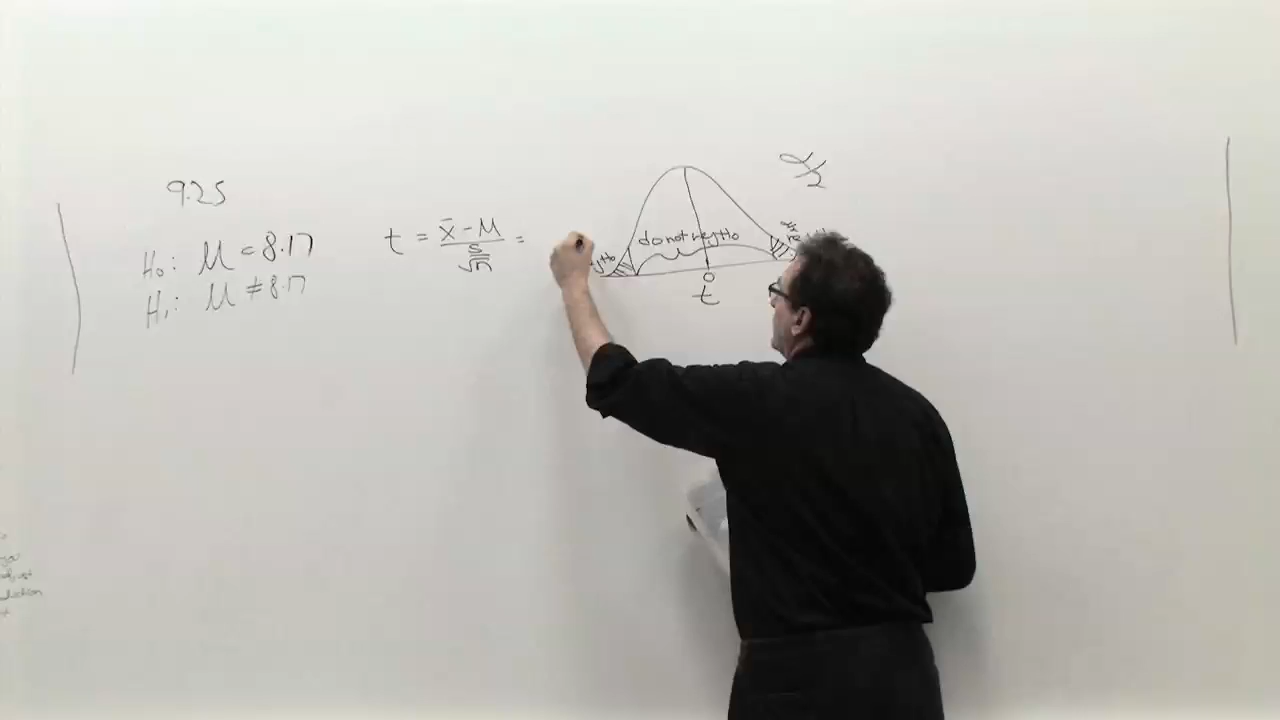 9.25
H₀: μ = 8.17
H₁: μ ≠ 8.17
t = x̄ - μ / s/√n =
α/2
do not rej H₀
0
t